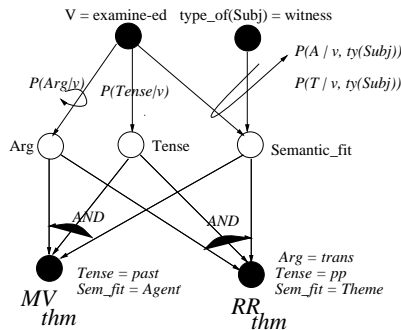 V = examine-ed type_of(Subj) = witness
P(A | v, ty(Subj))
P(Arg|v)
P(Tense|v)
P(T | v, ty(Subj))
Arg Tense Semantic_fit
AND AND
Tense = past
Sem_fit = Agent
Arg = trans
Tense = pp
Sem_fit = Theme
MV thm
RR thm